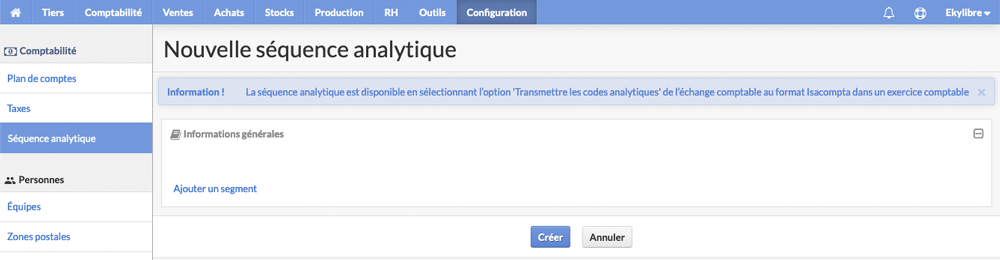 Tiers Comptabilité Ventes Achats Stocks Production RH Outils Configuration Ekylibre
Comptabilité
Plan de comptes
Taxes
Séquence analytique
Personnes
Équipes
Zones postales
Nouvelle séquence analytique
Information ! La séquence analytique est disponible en sélectionnant l'option 'Transmettre les codes analytiques' de l'échange comptable au format Isacompta dans un exercice comptable ×
Informations générales
Ajouter un segment
Créer Annuler